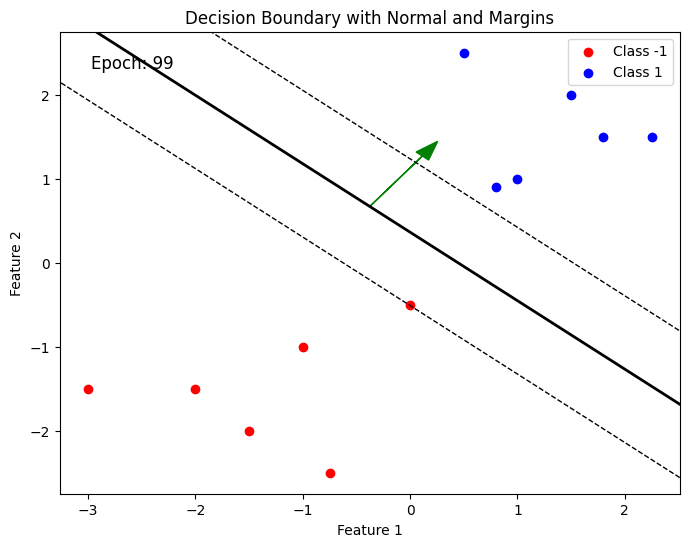 Decision Boundary with Normal and Margins
Epoch: 99
Class -1
Class 1
2
1
0
−1
−2
Feature 2
−3
−2
−1
0
1
2
Feature 1